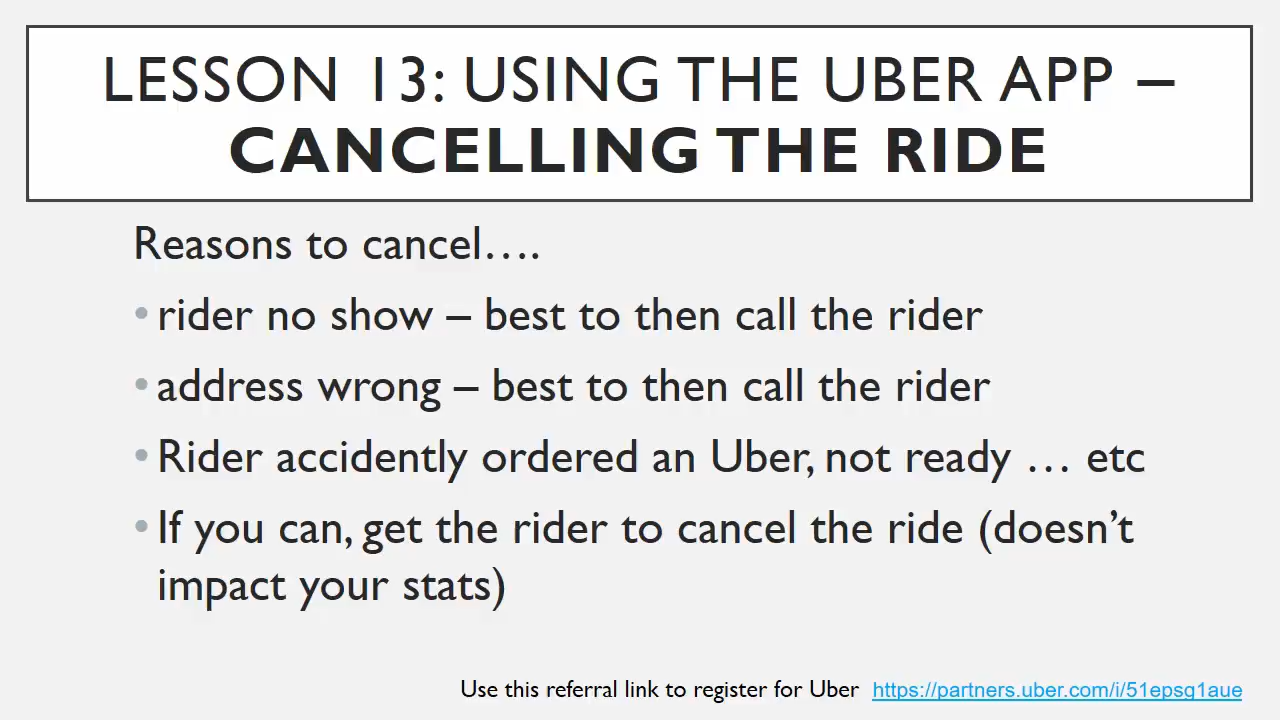 LESSON 13: USING THE UBER APP –
CANCELLING THE RIDE
Reasons to cancel….
• rider no show – best to then call the rider
• address wrong – best to then call the rider
• Rider accidently ordered an Uber, not ready … etc
• If you can, get the rider to cancel the ride (doesn’t
impact your stats)
Use this referral link to register for Uber https://partners.uber.com/i/51epsq1aue